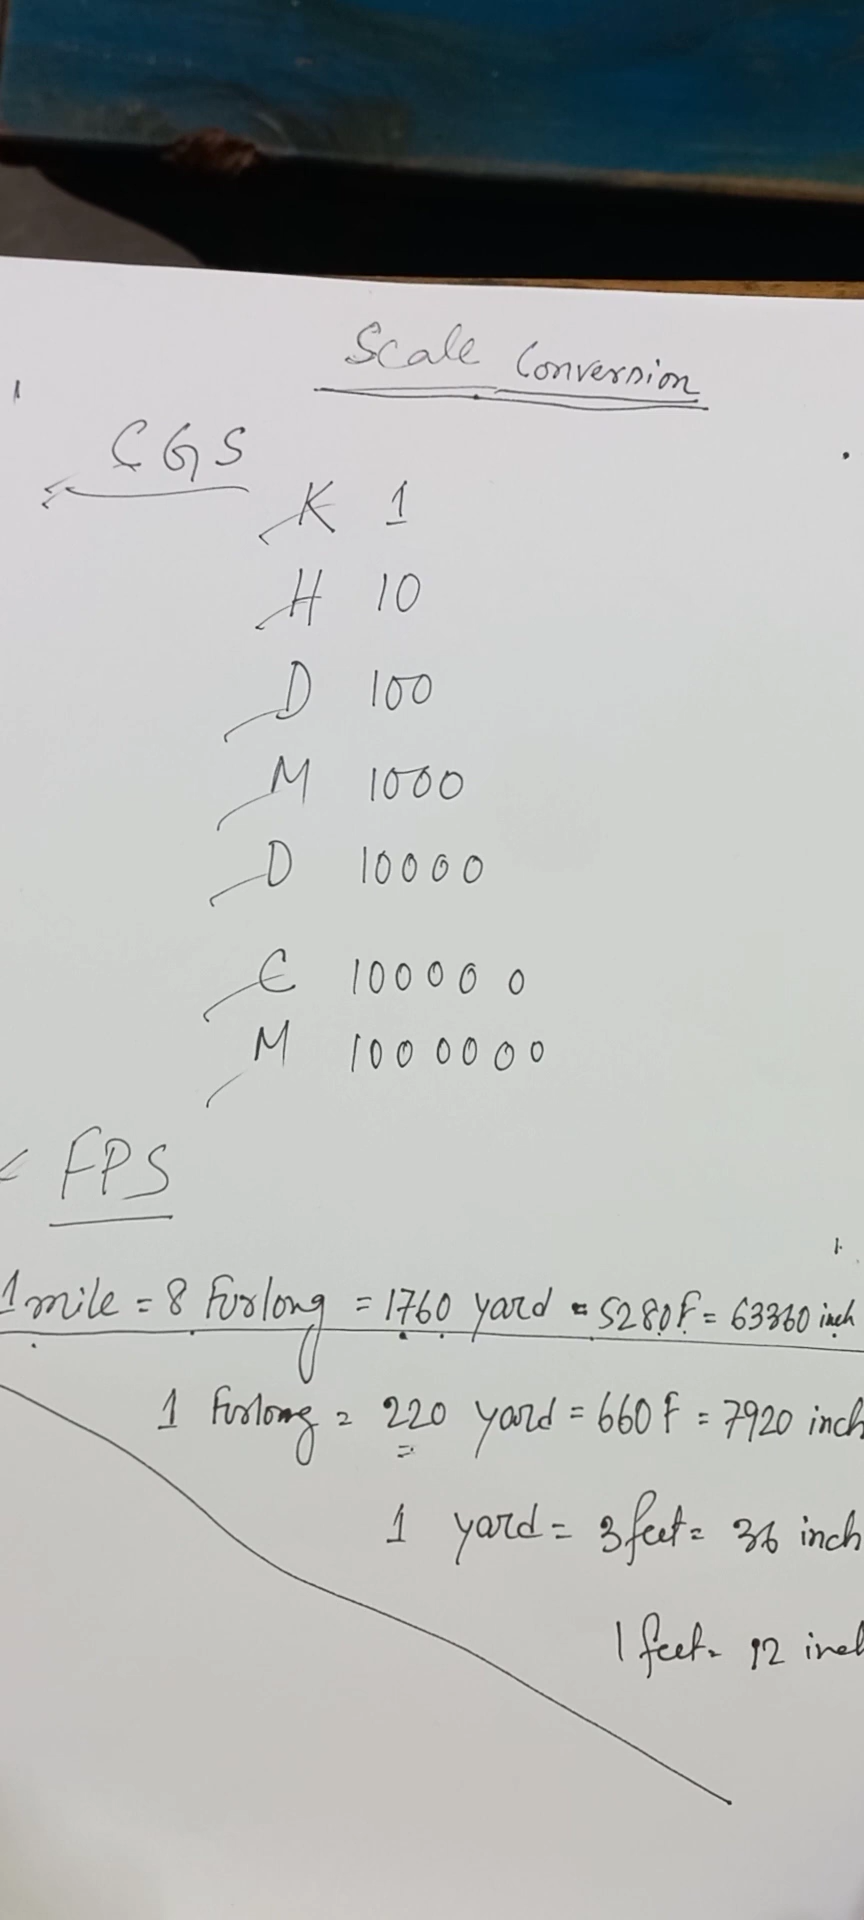 Scale Conversion
CGS
K 1
H 10
D 100
M 1000
D 10000
C 100000
M 1000000
FPS
1 mile = 8 Furlong = 1760 yard = 5280 F = 63360 inch
1 Furlong = 220 yard = 660 F = 7920 inch
1 yard = 3 feet = 36 inch
1 feet = 12 inch